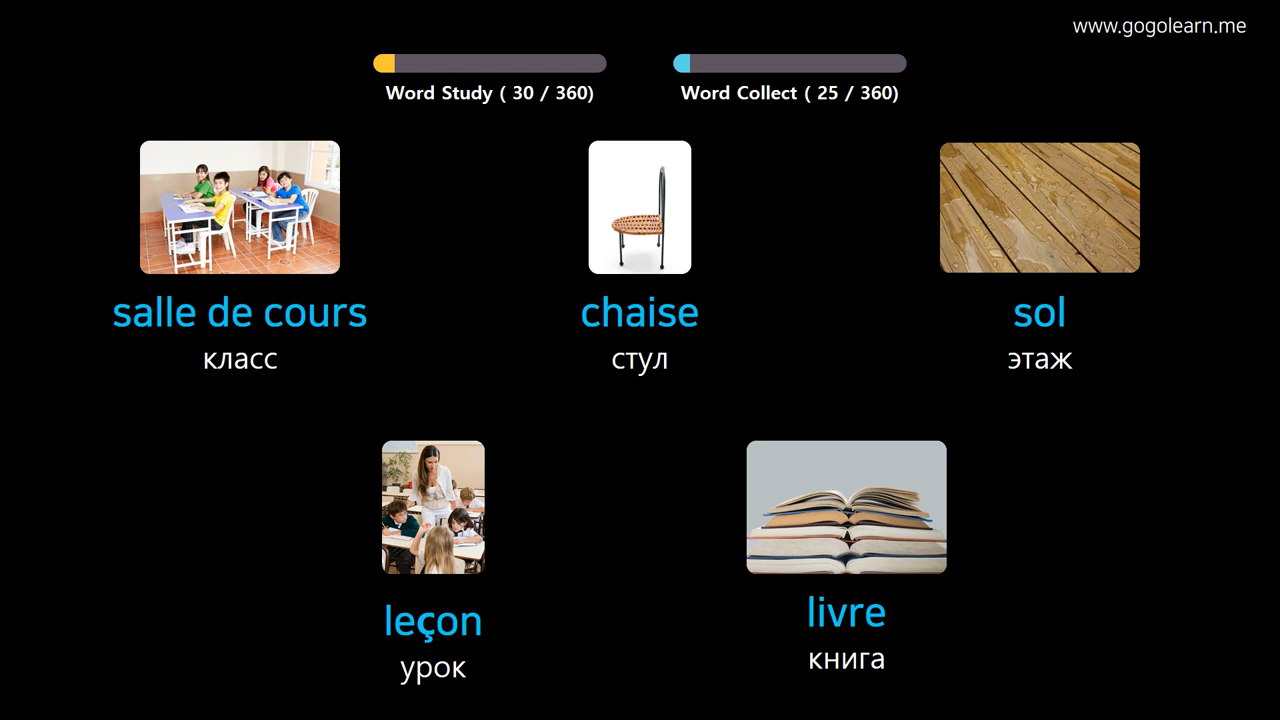 www.gogolearn.me
Word Study ( 30 / 360)
Word Collect ( 25 / 360)
salle de cours
класс
chaise
стул
sol
этаж
leçon
урок
livre
книга